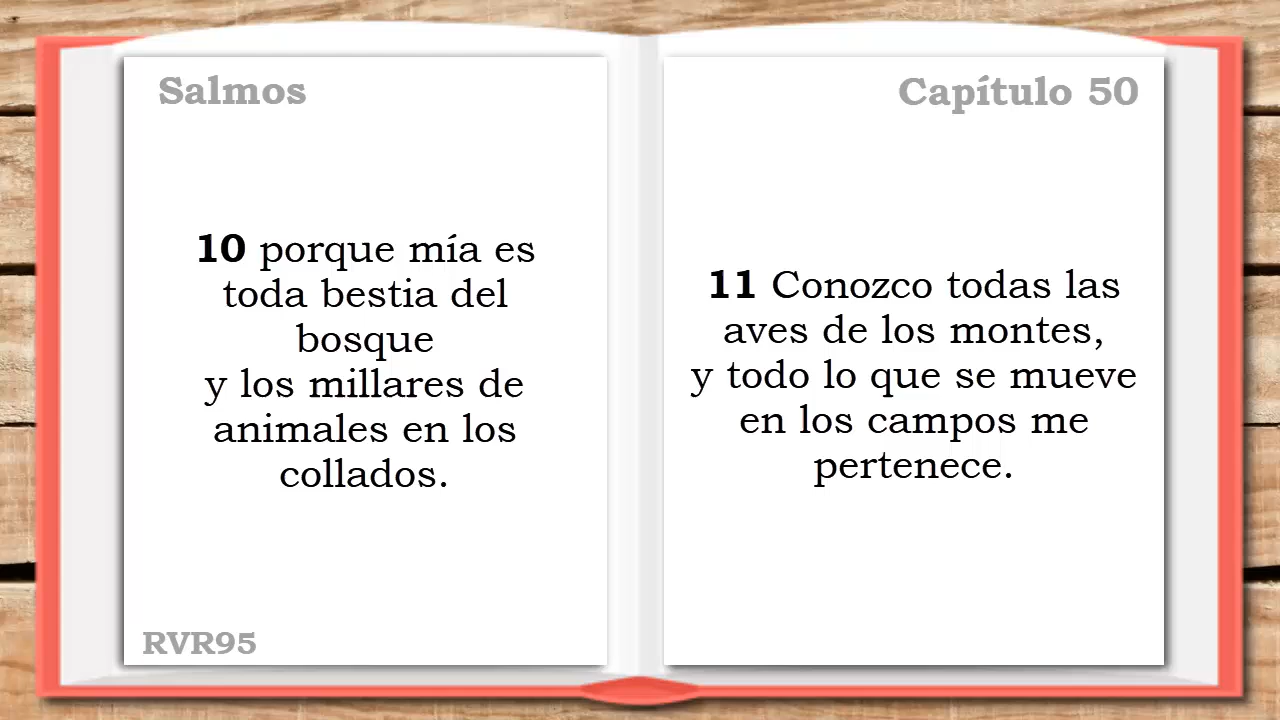 Salmos
10 porque mía es
toda bestia del
bosque
y los millares de
animales en los
collados.
RVR95
Capítulo 50
11 Conozco todas las
aves de los montes,
y todo lo que se mueve
en los campos me
pertenece.